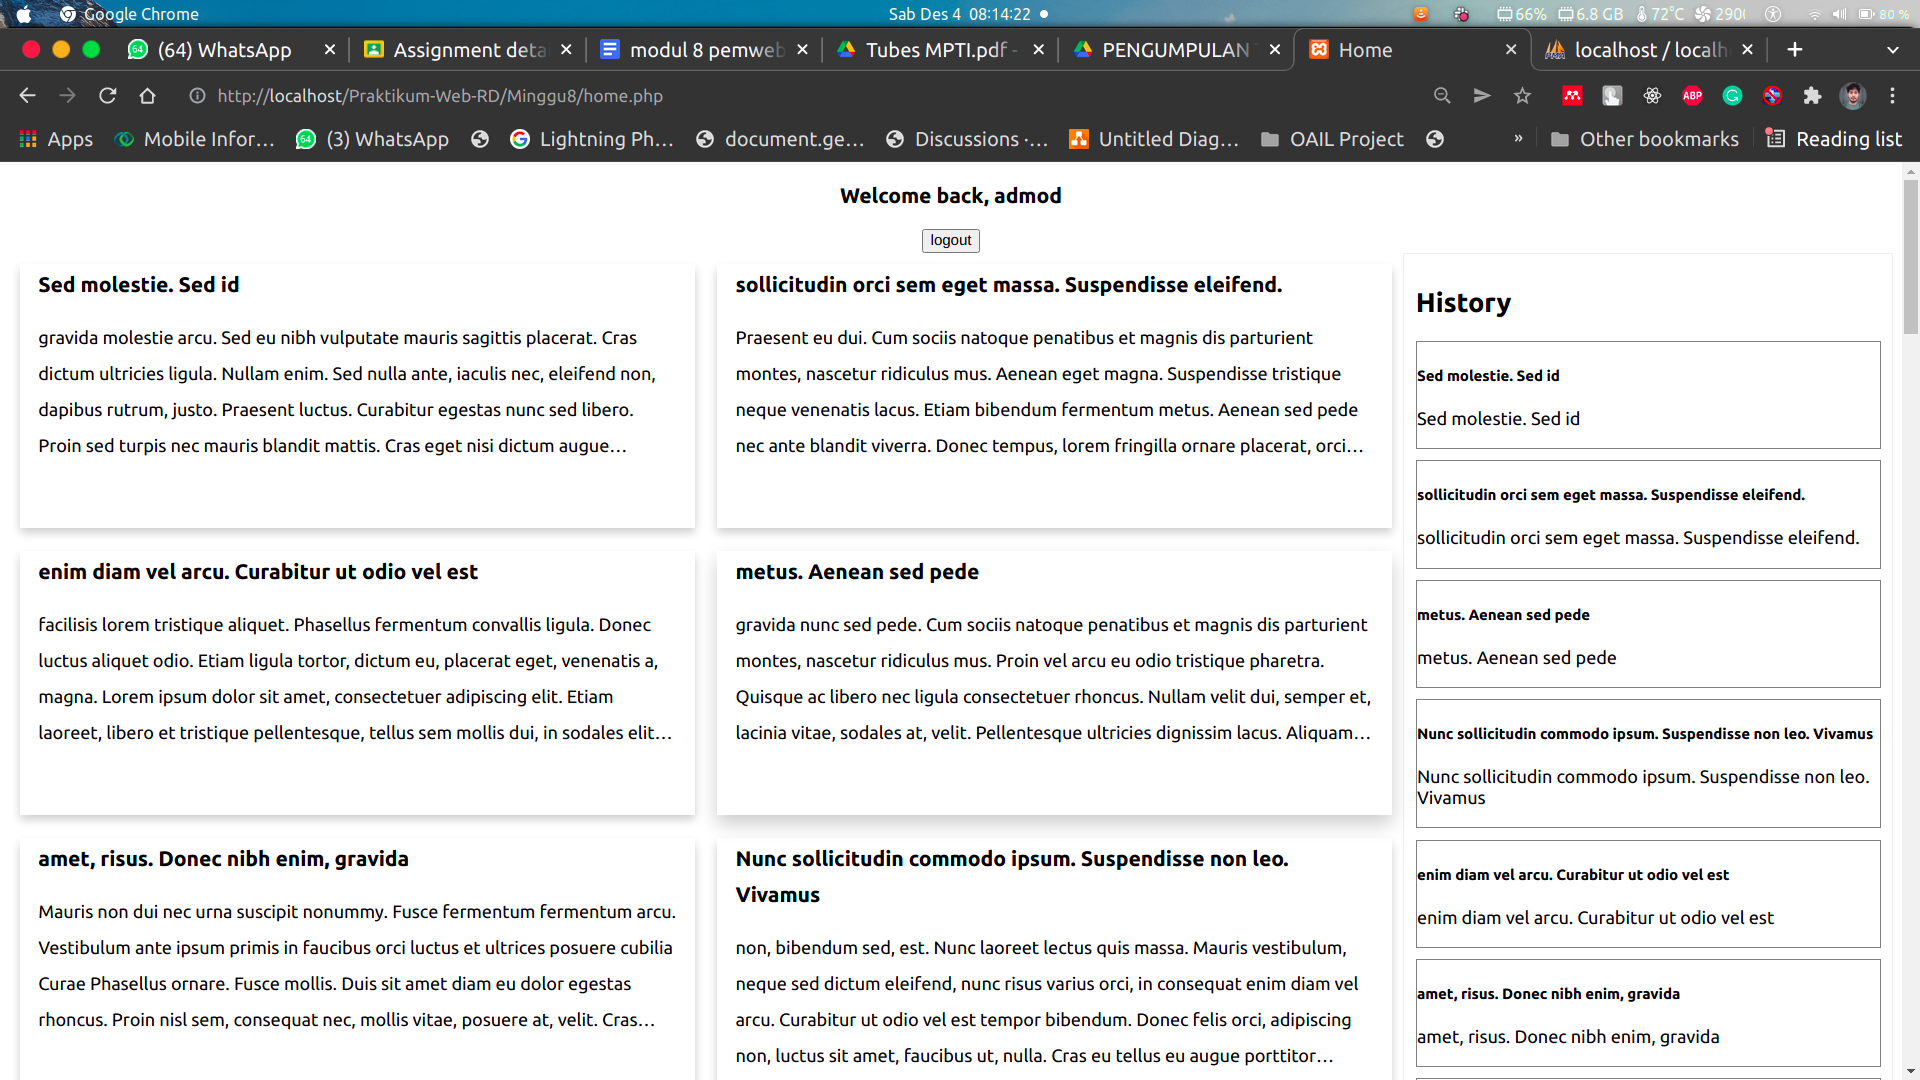 Google Chrome
Sab Des 4 08:14:22
66%
6.8 GB
72°C
290
80 %
(64) WhatsApp
Assignment deta
modul 8 pemweb
Tubes MPTI.pdf -
PENGUMPULAN
Home
localhost / localh
http://localhost/Praktikum-Web-RD/Minggu8/home.php
ABP
Apps
Mobile Infor…
(3) WhatsApp
Lightning Ph…
document.ge…
Discussions ·…
Untitled Diag…
OAIL Project
»
Other bookmarks
Reading list
Welcome back, admod
logout
Sed molestie. Sed id
gravida molestie arcu. Sed eu nibh vulputate mauris sagittis placerat. Cras
dictum ultricies ligula. Nullam enim. Sed nulla ante, iaculis nec, eleifend non,
dapibus rutrum, justo. Praesent luctus. Curabitur egestas nunc sed libero.
Proin sed turpis nec mauris blandit mattis. Cras eget nisi dictum augue…
sollicitudin orci sem eget massa. Suspendisse eleifend.
Praesent eu dui. Cum sociis natoque penatibus et magnis dis parturient
montes, nascetur ridiculus mus. Aenean eget magna. Suspendisse tristique
neque venenatis lacus. Etiam bibendum fermentum metus. Aenean sed pede
nec ante blandit viverra. Donec tempus, lorem fringilla ornare placerat, orci…
enim diam vel arcu. Curabitur ut odio vel est
facilisis lorem tristique aliquet. Phasellus fermentum convallis ligula. Donec
luctus aliquet odio. Etiam ligula tortor, dictum eu, placerat eget, venenatis a,
magna. Lorem ipsum dolor sit amet, consectetuer adipiscing elit. Etiam
laoreet, libero et tristique pellentesque, tellus sem mollis dui, in sodales elit…
metus. Aenean sed pede
gravida nunc sed pede. Cum sociis natoque penatibus et magnis dis parturient
montes, nascetur ridiculus mus. Proin vel arcu eu odio tristique pharetra.
Quisque ac libero nec ligula consectetuer rhoncus. Nullam velit dui, semper et,
lacinia vitae, sodales at, velit. Pellentesque ultricies dignissim lacus. Aliquam…
amet, risus. Donec nibh enim, gravida
Mauris non dui nec urna suscipit nonummy. Fusce fermentum fermentum arcu.
Vestibulum ante ipsum primis in faucibus orci luctus et ultrices posuere cubilia
Curae Phasellus ornare. Fusce mollis. Duis sit amet diam eu dolor egestas
rhoncus. Proin nisl sem, consequat nec, mollis vitae, posuere at, velit. Cras…
Nunc sollicitudin commodo ipsum. Suspendisse non leo.
Vivamus
non, bibendum sed, est. Nunc laoreet lectus quis massa. Mauris vestibulum,
neque sed dictum eleifend, nunc risus varius orci, in consequat enim diam vel
arcu. Curabitur ut odio vel est tempor bibendum. Donec felis orci, adipiscing
non, luctus sit amet, faucibus ut, nulla. Cras eu tellus eu augue porttitor…
History
Sed molestie. Sed id
Sed molestie. Sed id
sollicitudin orci sem eget massa. Suspendisse eleifend.
sollicitudin orci sem eget massa. Suspendisse eleifend.
metus. Aenean sed pede
metus. Aenean sed pede
Nunc sollicitudin commodo ipsum. Suspendisse non leo. Vivamus
Nunc sollicitudin commodo ipsum. Suspendisse non leo.
Vivamus
enim diam vel arcu. Curabitur ut odio vel est
enim diam vel arcu. Curabitur ut odio vel est
amet, risus. Donec nibh enim, gravida
amet, risus. Donec nibh enim, gravida